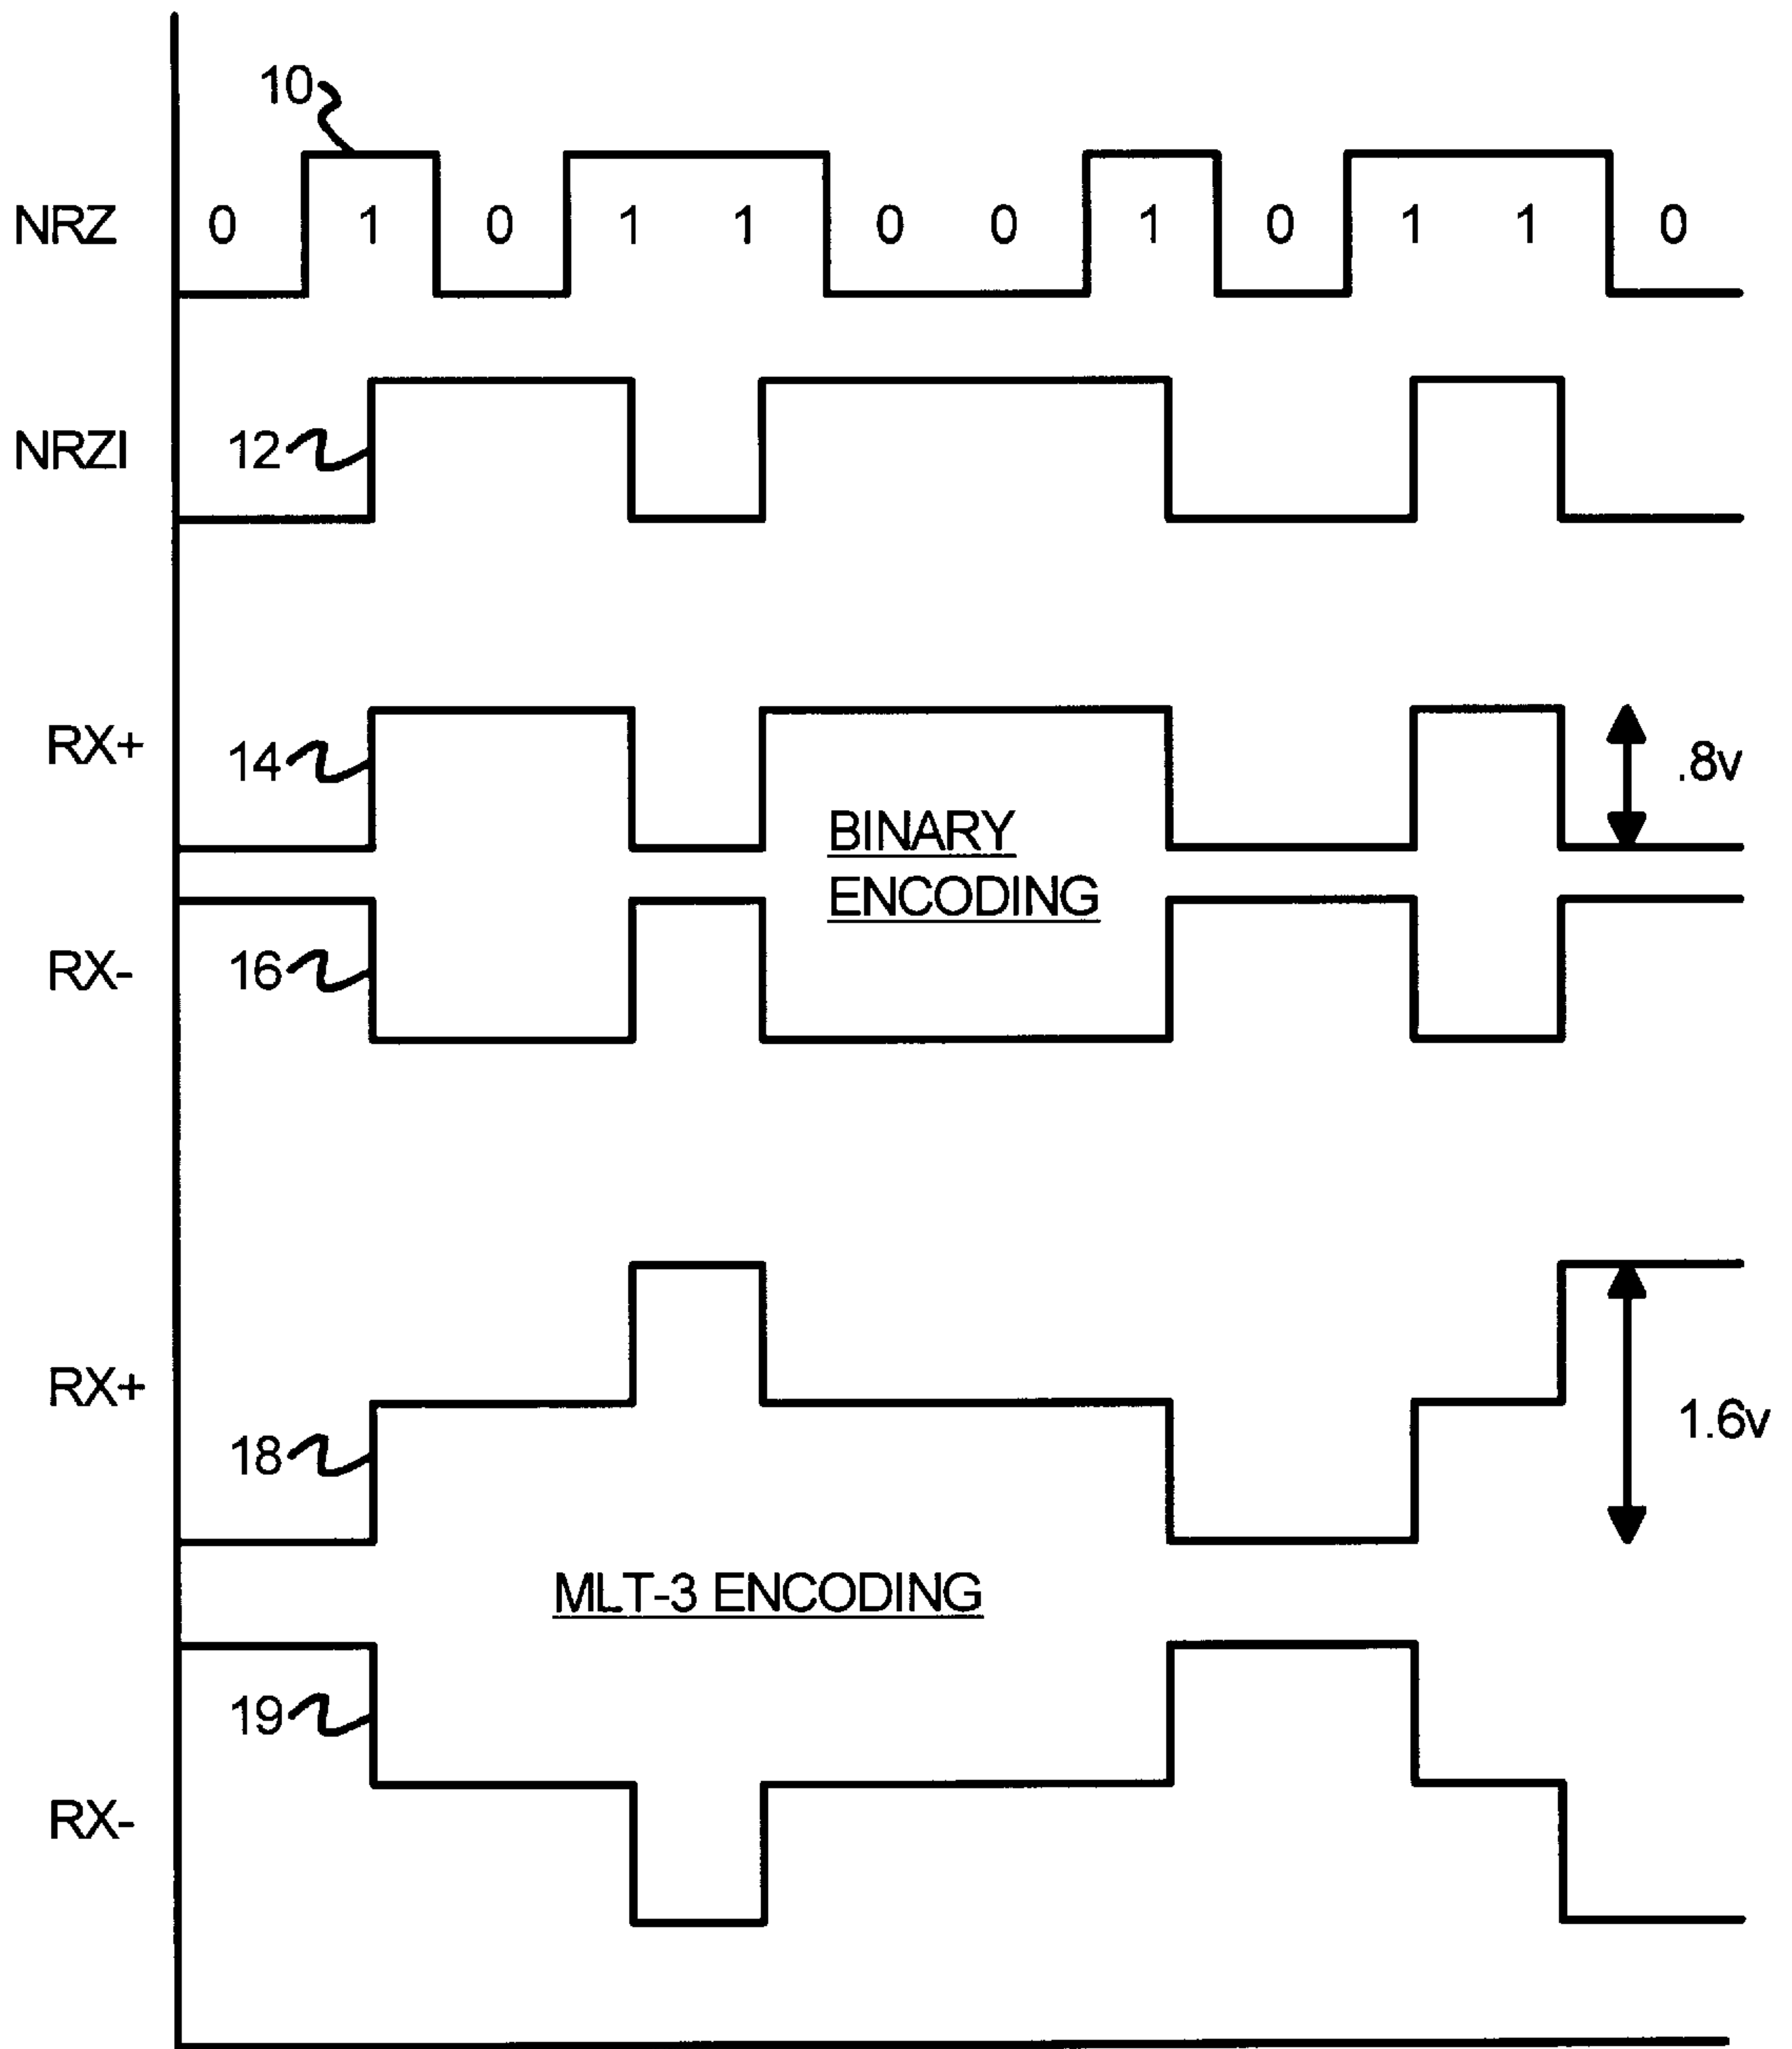 10
NRZ 0 1 0 1 1 0 0 1 0 1 1 0
NRZI 12
RX+ 14 .8v
BINARY
ENCODING
RX- 16
RX+ 18 1.6v
MLT-3 ENCODING
19
RX-